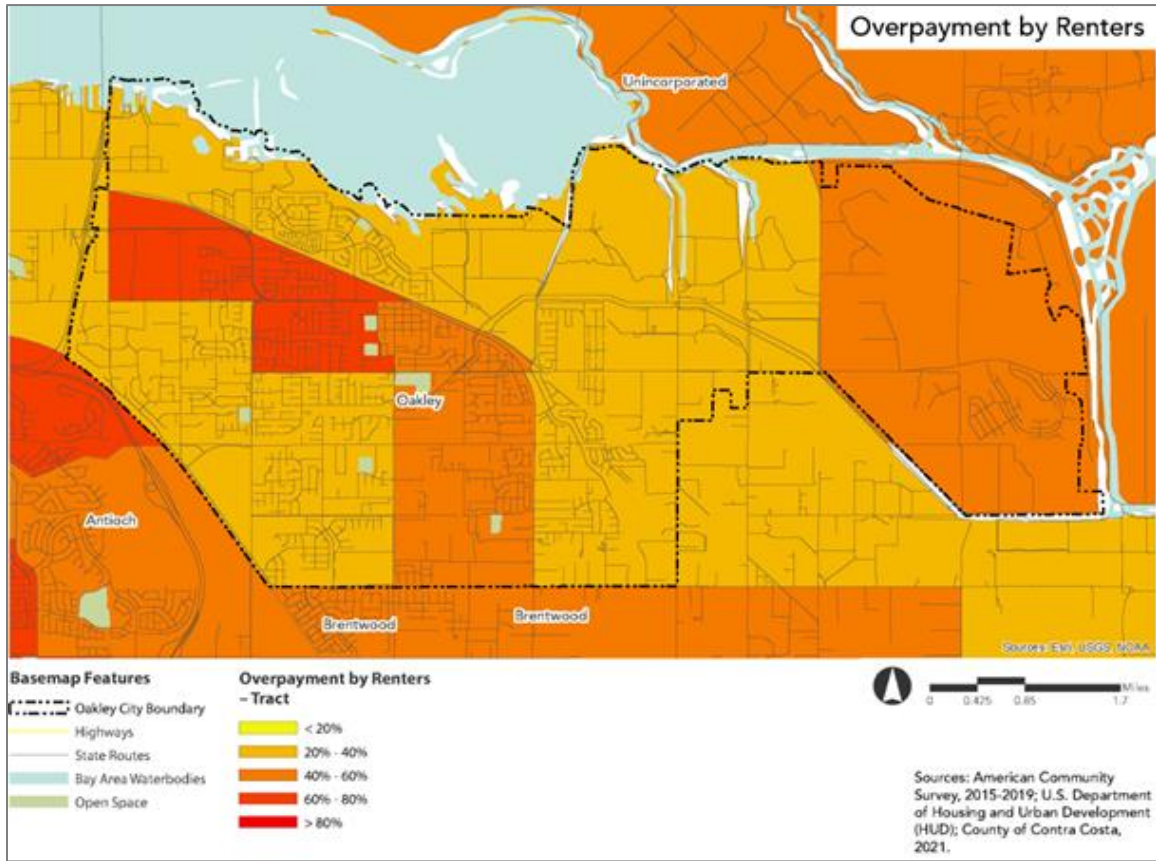 Overpayment by Renters
Unincorporated
Oakley
Antioch
Brentwood
Brentwood
Sources: Esri, USGS, NOAA
Basemap Features
Oakley City Boundary
Highways
State Routes
Bay Area Waterbodies
Open Space
Overpayment by Renters
– Tract
< 20%
20% - 40%
40% - 60%
60% - 80%
> 80%
Miles
0 0.425 0.85 1.7
Sources: American Community
Survey, 2015-2019; U.S. Department
of Housing and Urban Development
(HUD); County of Contra Costa,
2021.